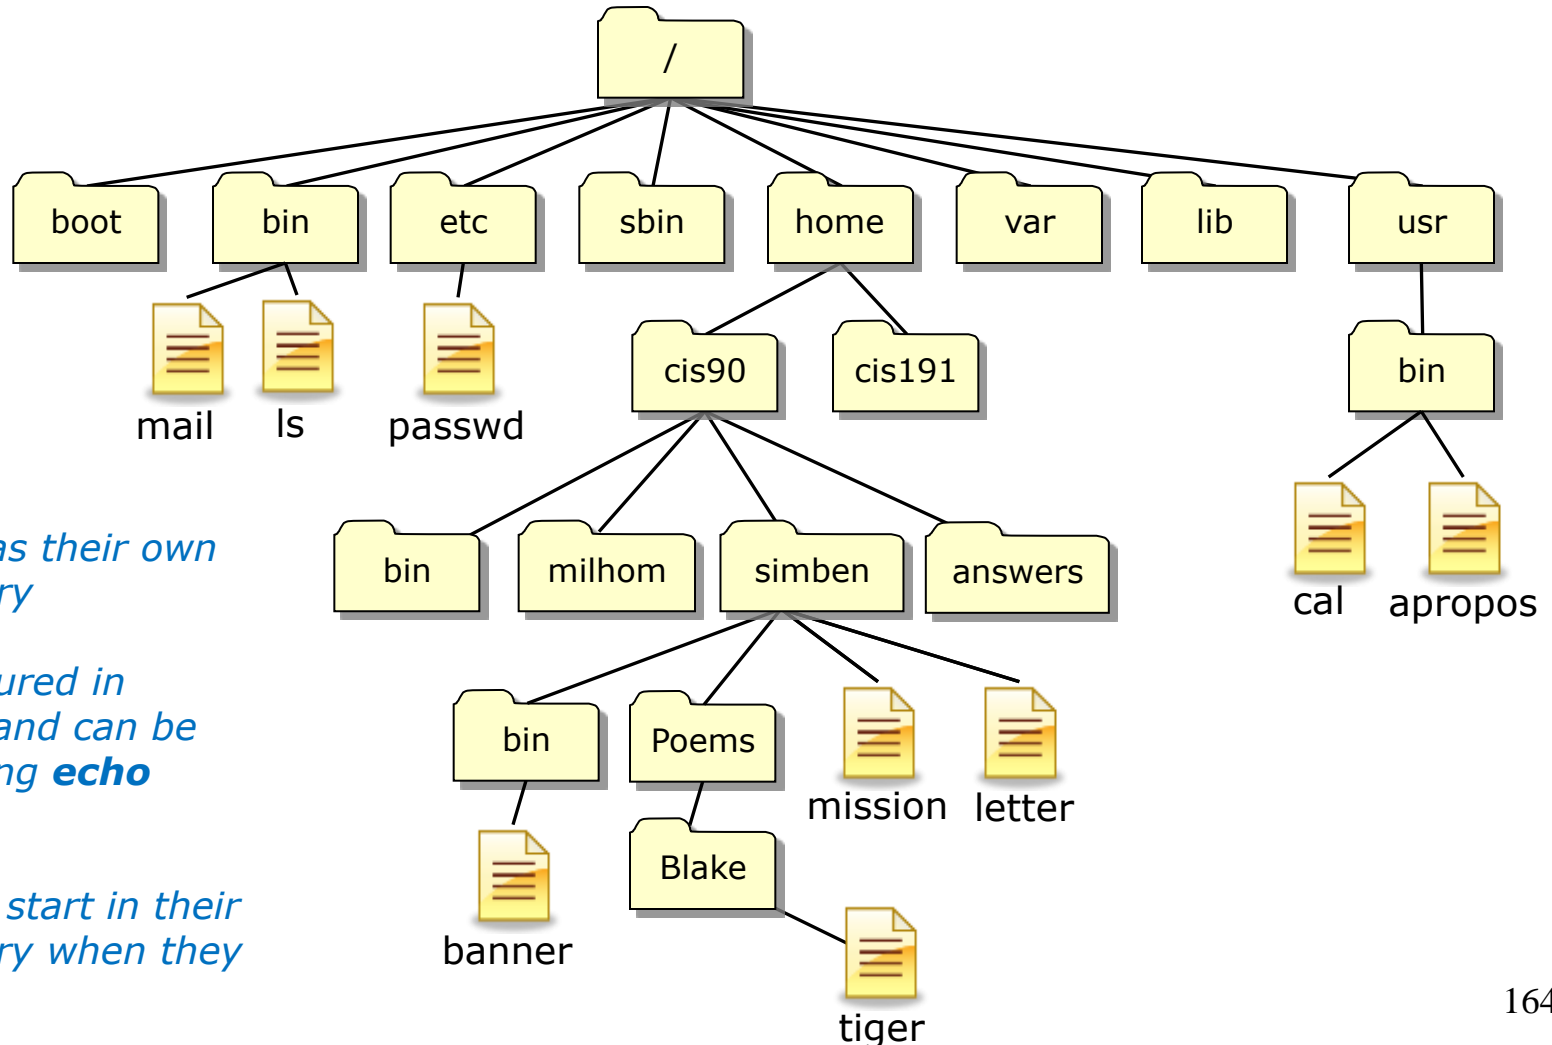 /
boot bin etc sbin home var lib usr
mail ls passwd
cis90 cis191 bin
cal apropos
bin milhom simben answers
as their own
ry
ured in
and can be
ng echo
start in their
ry when they
bin Poems mission letter
banner Blake
tiger
164